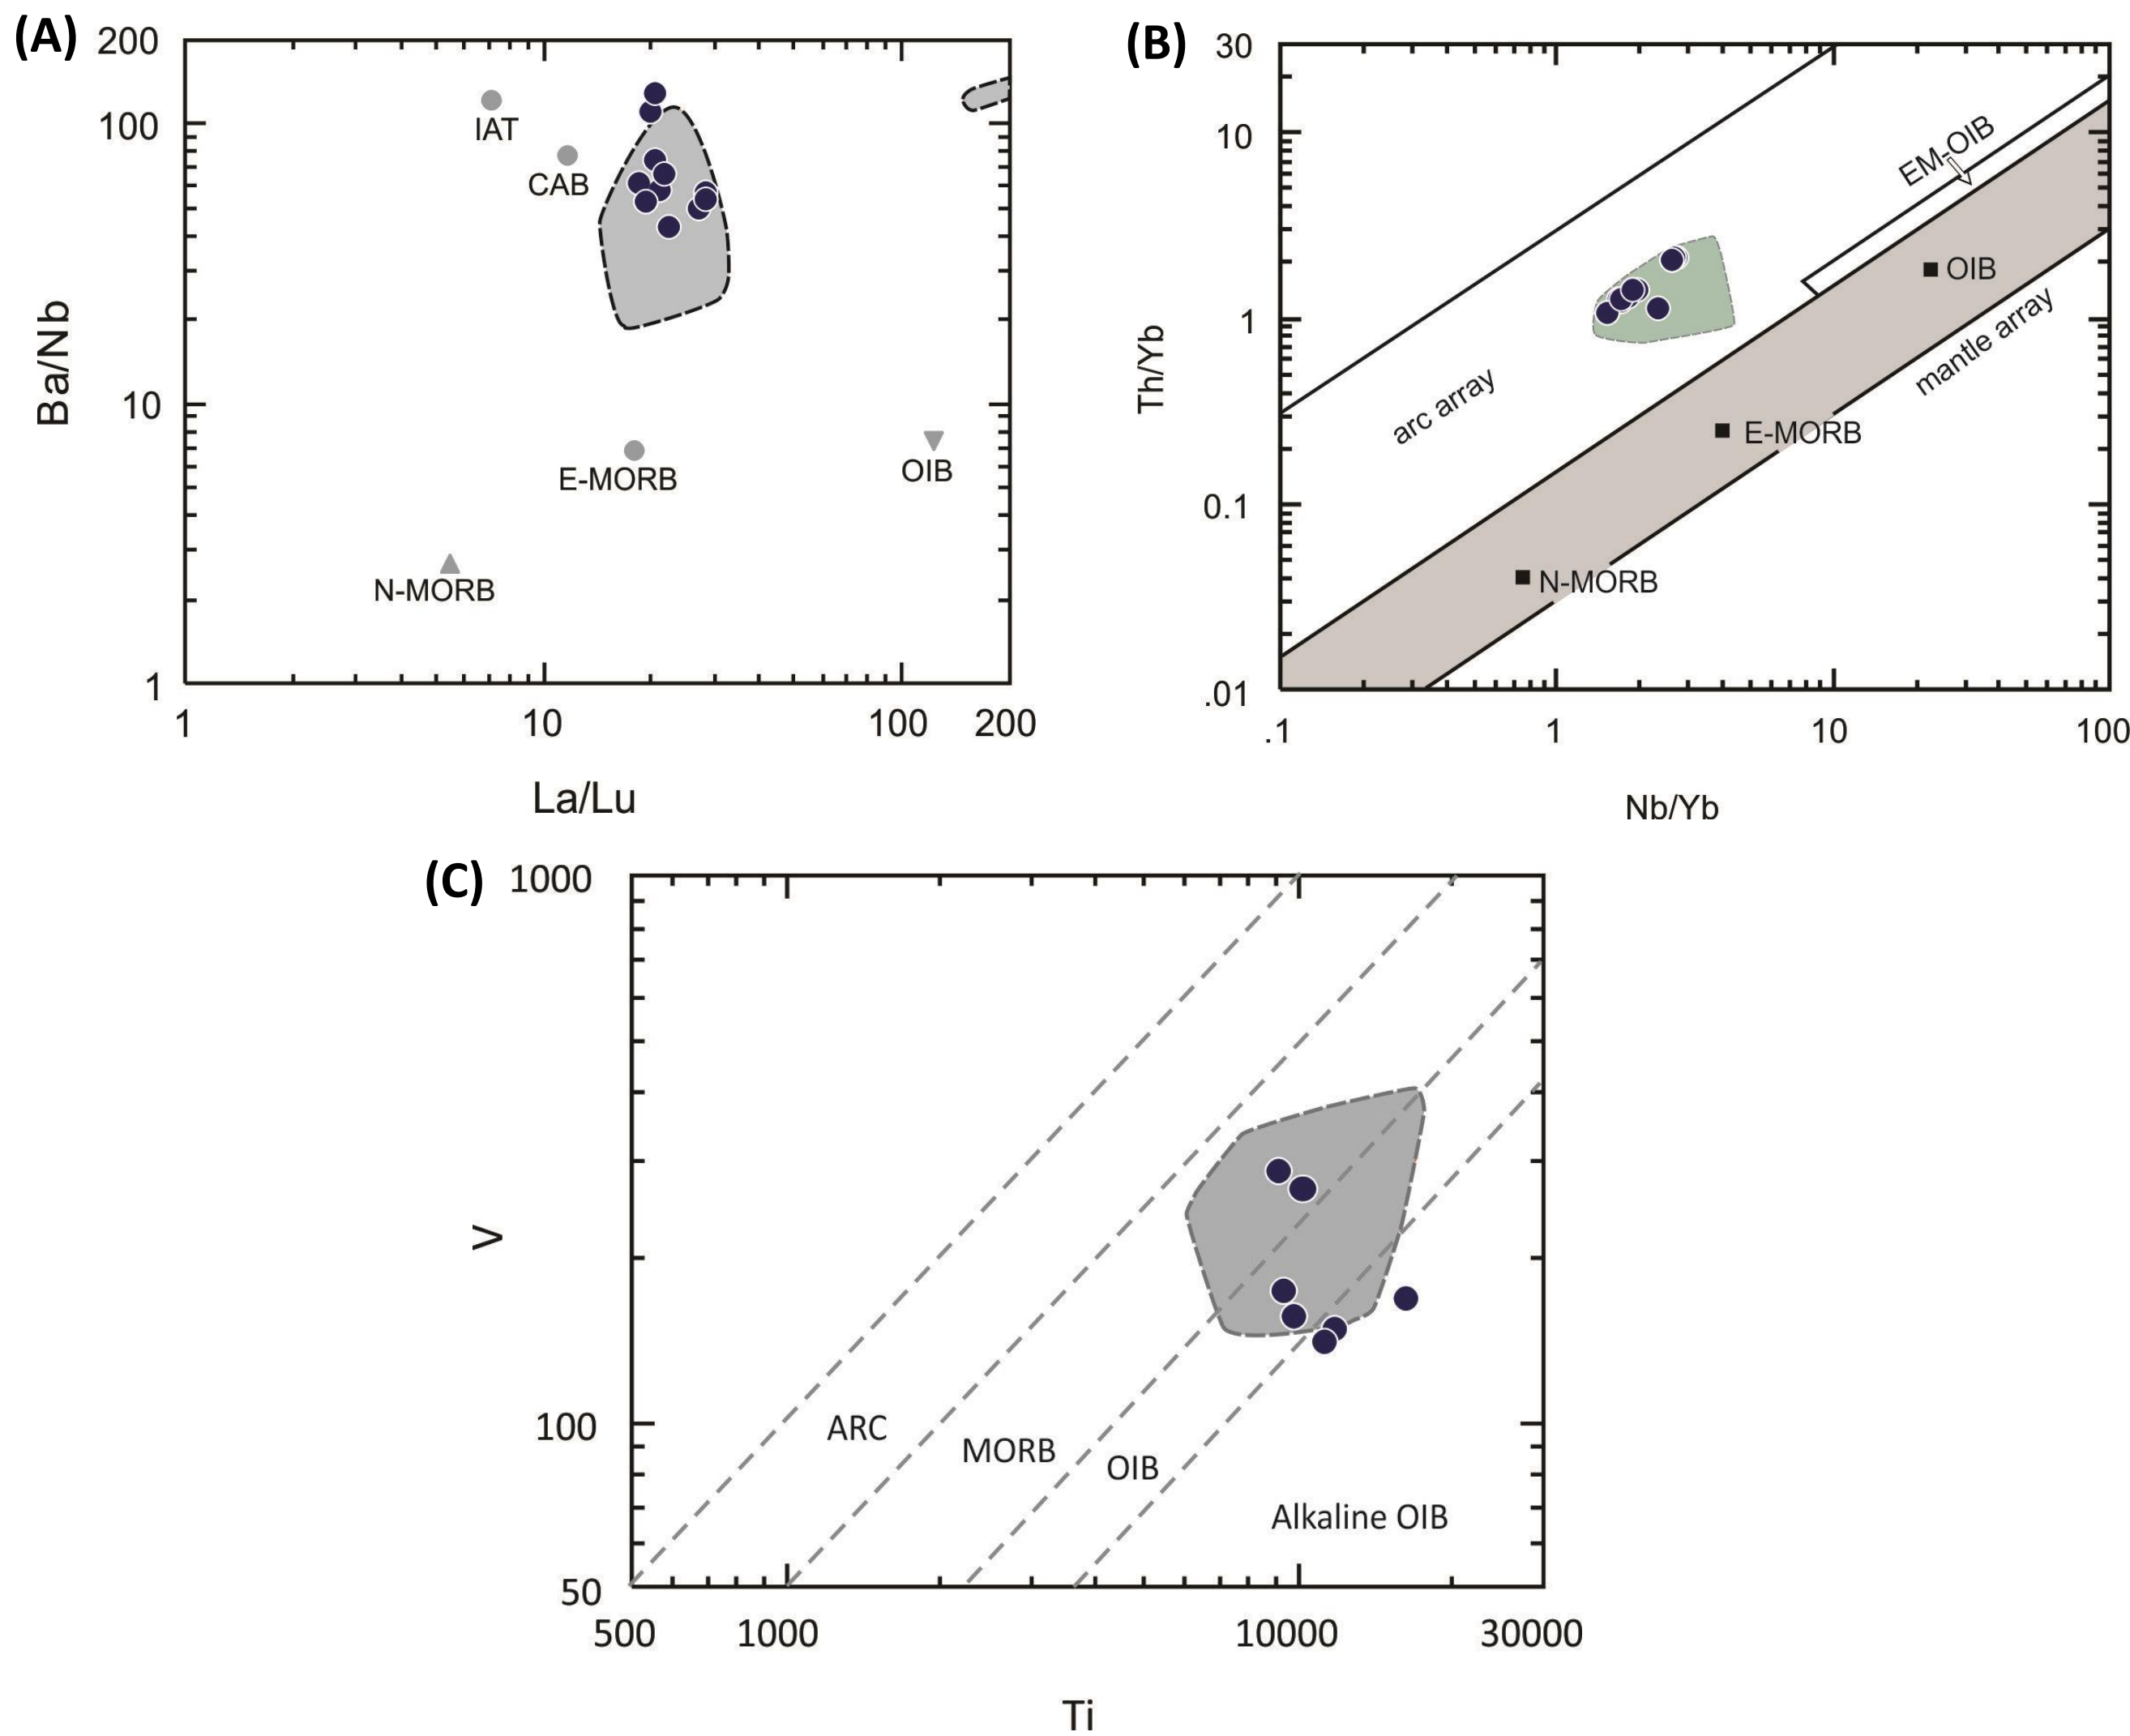 (A)
200
100
10
1
Ba/Nb
IAT
CAB
E-MORB
OIB
N-MORB
1
10
100
200
La/Lu
(B)
30
10
1
0.1
.01
Th/Yb
EM-OIB
OIB
arc array
mantle array
E-MORB
N-MORB
.1
1
10
100
Nb/Yb
(C)
1000
100
50
V
ARC
MORB
OIB
Alkaline OIB
500
1000
10000
30000
Ti